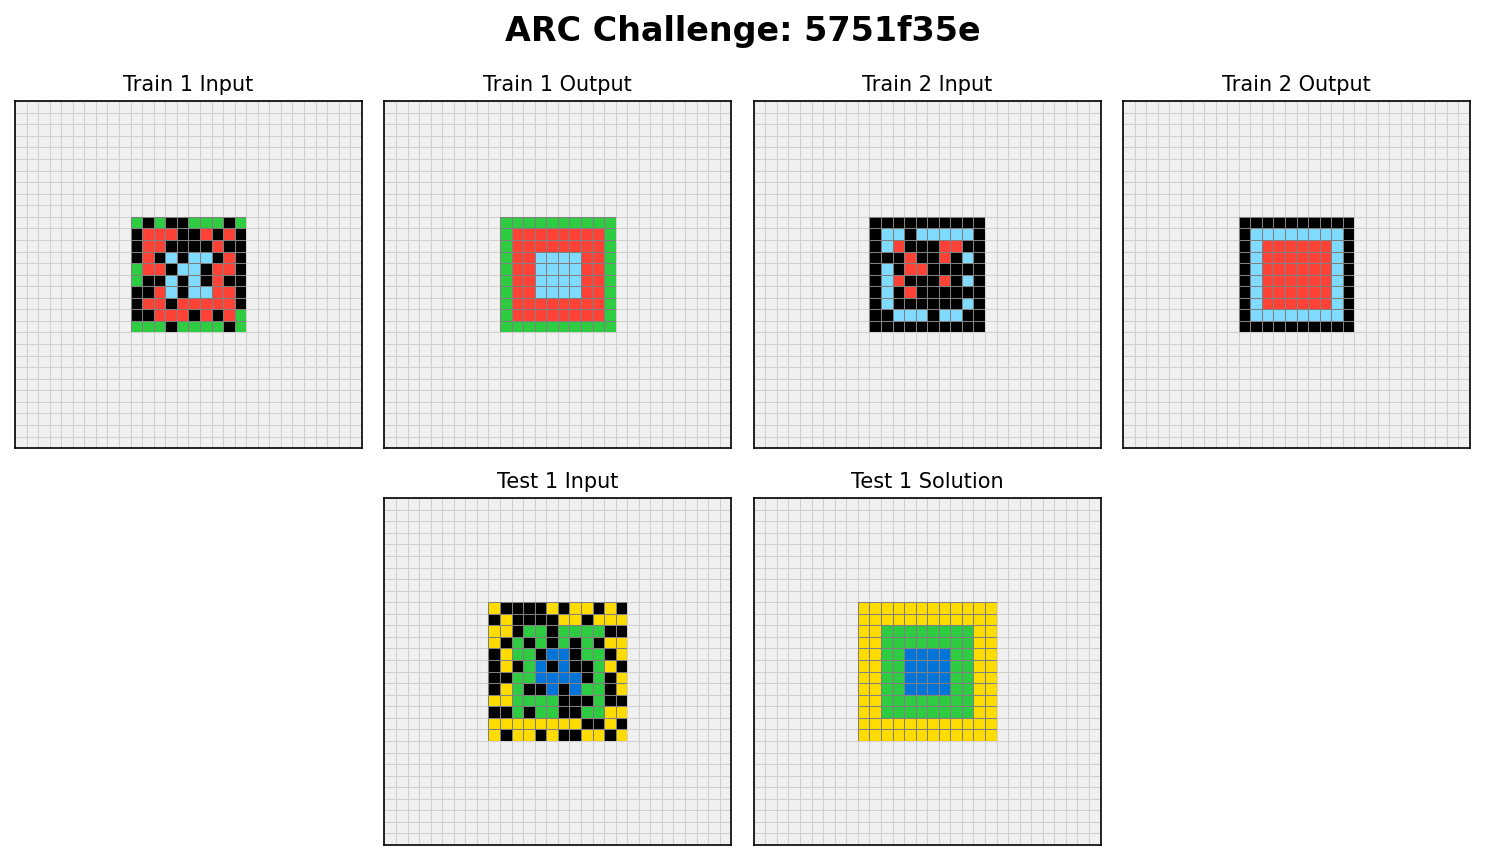 ARC Challenge: 5751f35e
Train 1 Input
Train 1 Output
Train 2 Input
Train 2 Output
Test 1 Input
Test 1 Solution